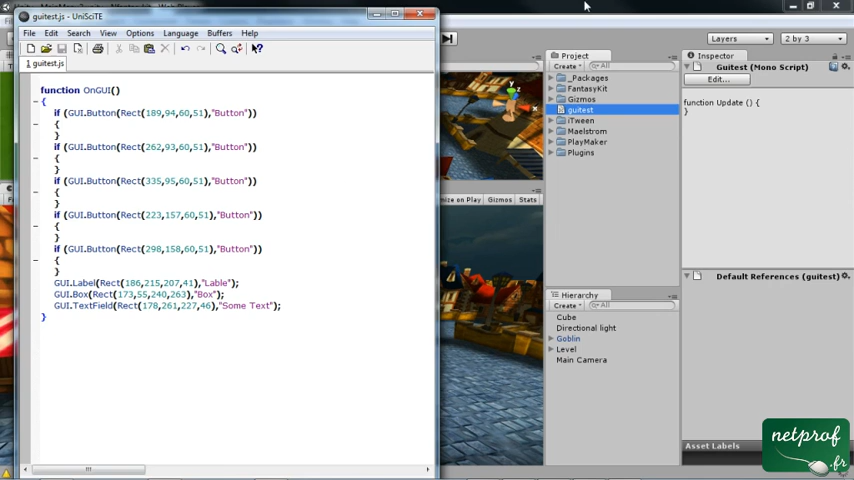 guitest.js - UniSciTE
File Edit Search View Options Language Buffers Help
1 guitest.js
function OnGUI()
{
if (GUI.Button(Rect(189,94,60,51),"Button"))
{
}
if (GUI.Button(Rect(262,93,60,51),"Button"))
{
}
if (GUI.Button(Rect(335,95,60,51),"Button"))
{
}
if (GUI.Button(Rect(223,157,60,51),"Button"))
{
}
if (GUI.Button(Rect(298,158,60,51),"Button"))
{
}
GUI.Label(Rect(186,215,207,41),"Lable");
GUI.Box(Rect(173,55,240,263),"Box");
GUI.TextField(Rect(178,261,227,46),"Some Text");
}
Gizmos Stats
Layers 2 by 3
Project
Create All
_Packages
FantasyKit
Gizmos
guitest
iTween
Maelstrom
PlayMaker
Plugins
Hierarchy
Create All
Cube
Directional light
Goblin
Level
Main Camera
Inspector
Guitest (Mono Script)
Edit...
function Update () {
}
Default References (guitest)
Asset Labels
netprof
.fr